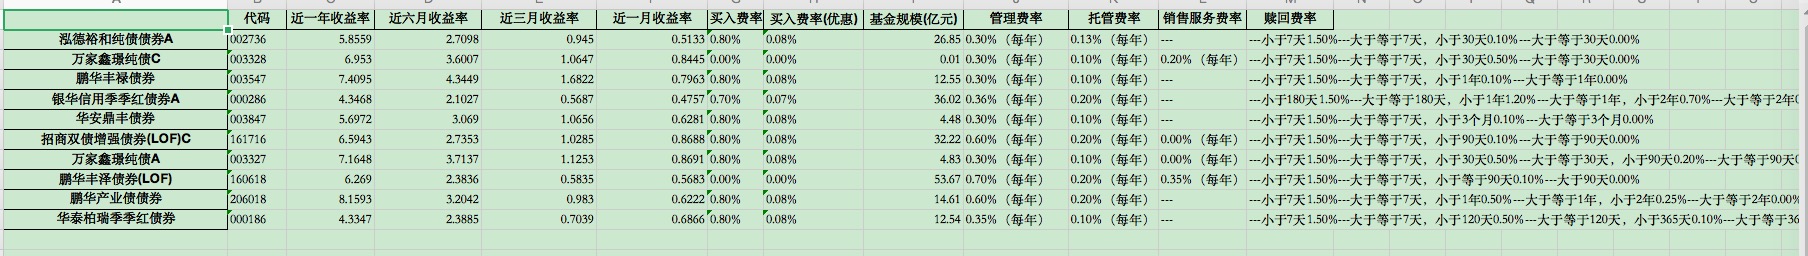 代码 近一年收益率 近六月收益率 近三月收益率 近一月收益率 买入费率 买入费率(优惠) 基金规模(亿元) 管理费率 托管费率 销售服务费率 赎回费率
泓德裕和纯债债券A 002736 5.8559 2.7098 0.945 0.5133 0.80% 0.08% 26.85 0.30%（每年） 0.13%（每年） --- ---小于7天1.50%---大于等于7天，小于30天0.10%---大于等于30天0.00%
万家鑫璟纯债C 003328 6.953 3.6007 1.0647 0.8445 0.00% 0.00% 0.01 0.30%（每年） 0.10%（每年） 0.20%（每年） ---小于7天1.50%---大于等于7天，小于30天0.50%---大于等于30天0.00%
鹏华丰禄债券 003547 7.4095 4.3449 1.6822 0.7963 0.80% 0.08% 12.55 0.30%（每年） 0.10%（每年） --- ---小于7天1.50%---大于等于7天，小于1年0.10%---大于等于1年0.00%
银华信用季季红债券A 000286 4.3468 2.1027 0.5687 0.4757 0.70% 0.07% 36.02 0.36%（每年） 0.20%（每年） --- ---小于180天1.50%---大于等于180天，小于1年1.20%---大于等于1年，小于2年0.70%---大于等于2年0
华安鼎丰债券 003847 5.6972 3.069 1.0656 0.6281 0.80% 0.08% 4.48 0.30%（每年） 0.10%（每年） --- ---小于7天1.50%---大于等于7天，小于3个月0.10%---大于等于3个月0.00%
招商双债增强债券(LOF)C 161716 6.5943 2.7353 1.0285 0.8688 0.80% 0.08% 32.22 0.60%（每年） 0.20%（每年） 0.00%（每年） ---小于7天1.50%---大于等于7天，小于90天0.10%---大于等于90天0.00%
万家鑫璟纯债A 003327 7.1648 3.7137 1.1253 0.8691 0.80% 0.08% 4.83 0.30%（每年） 0.10%（每年） 0.00%（每年） ---小于7天1.50%---大于等于7天，小于30天0.50%---大于等于30天，小于90天0.20%---大于等于90天0
鹏华丰泽债券(LOF) 160618 6.269 2.3836 0.5835 0.5683 0.00% 0.00% 53.67 0.70%（每年） 0.20%（每年） 0.35%（每年） ---小于7天1.50%---大于等于7天，小于等于90天0.10%---大于90天0.00%
鹏华产业债债券 206018 8.1593 3.2042 0.983 0.6222 0.80% 0.08% 14.61 0.60%（每年） 0.20%（每年） --- ---小于7天1.50%---大于等于7天，小于1年0.50%---大于等于1年，小于2年0.25%---大于等于2年0.00%
华泰柏瑞季季红债券 000186 4.3347 2.3885 0.7039 0.6866 0.80% 0.08% 12.54 0.35%（每年） 0.10%（每年） --- ---小于7天1.50%---大于等于7天，小于120天0.50%---大于等于120天，小于365天0.10%---大于等于36